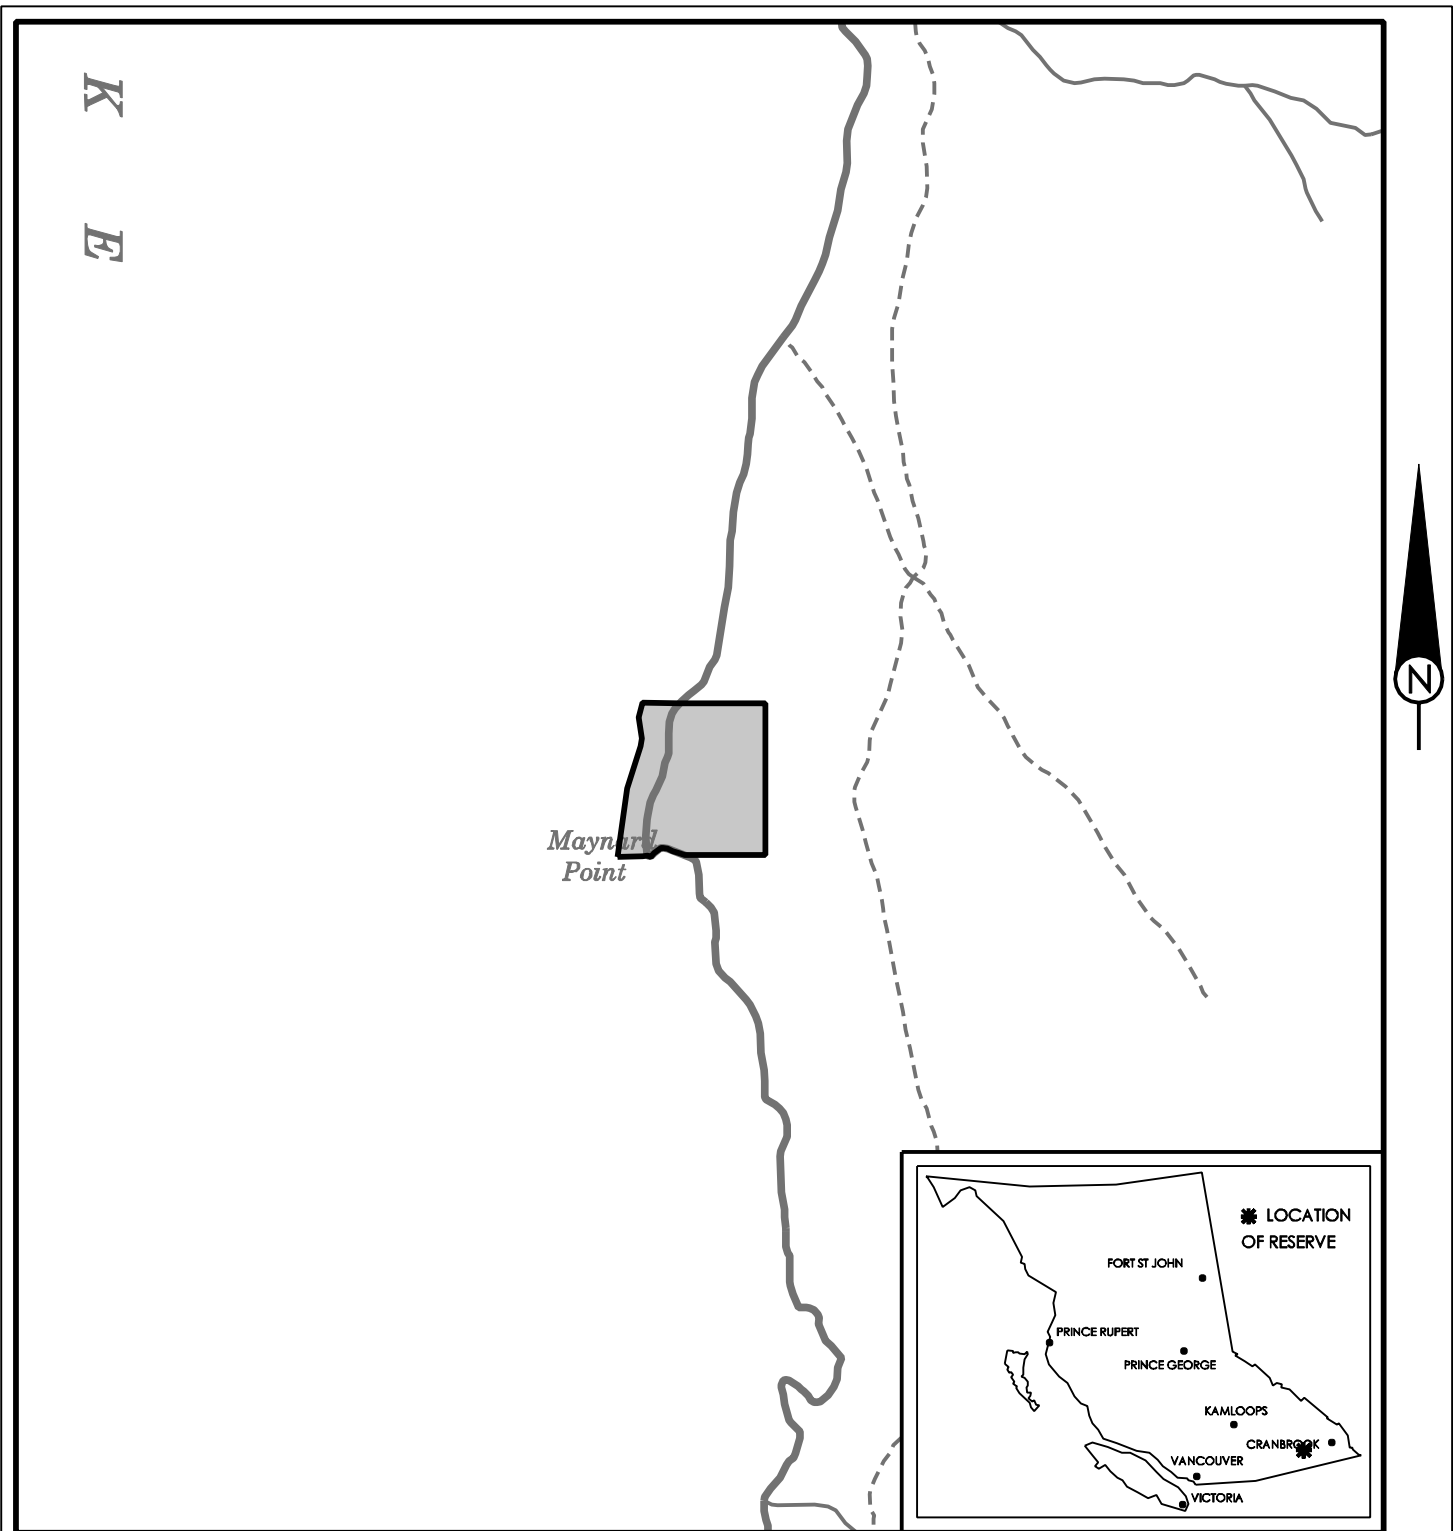 K
E
N
Maynard
Point
LOCATION
OF RESERVE
FORT ST JOHN
PRINCE RUPERT
PRINCE GEORGE
KAMLOOPS
CRANBROOK
VANCOUVER
VICTORIA